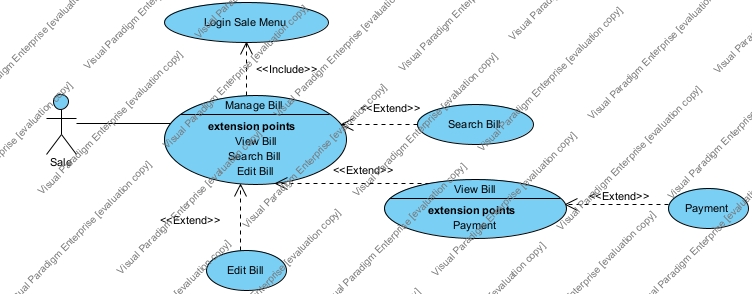 Login Sale Menu
<<Include>>
Manage Bill
extension points
View Bill
Search Bill
Edit Bill
<<Extend>>
Search Bill
Sale
<<Extend>>
View Bill
extension points
Payment
<<Extend>>
Payment
<<Extend>>
Edit Bill
Visual Paradigm Enterprise [evaluation copy]